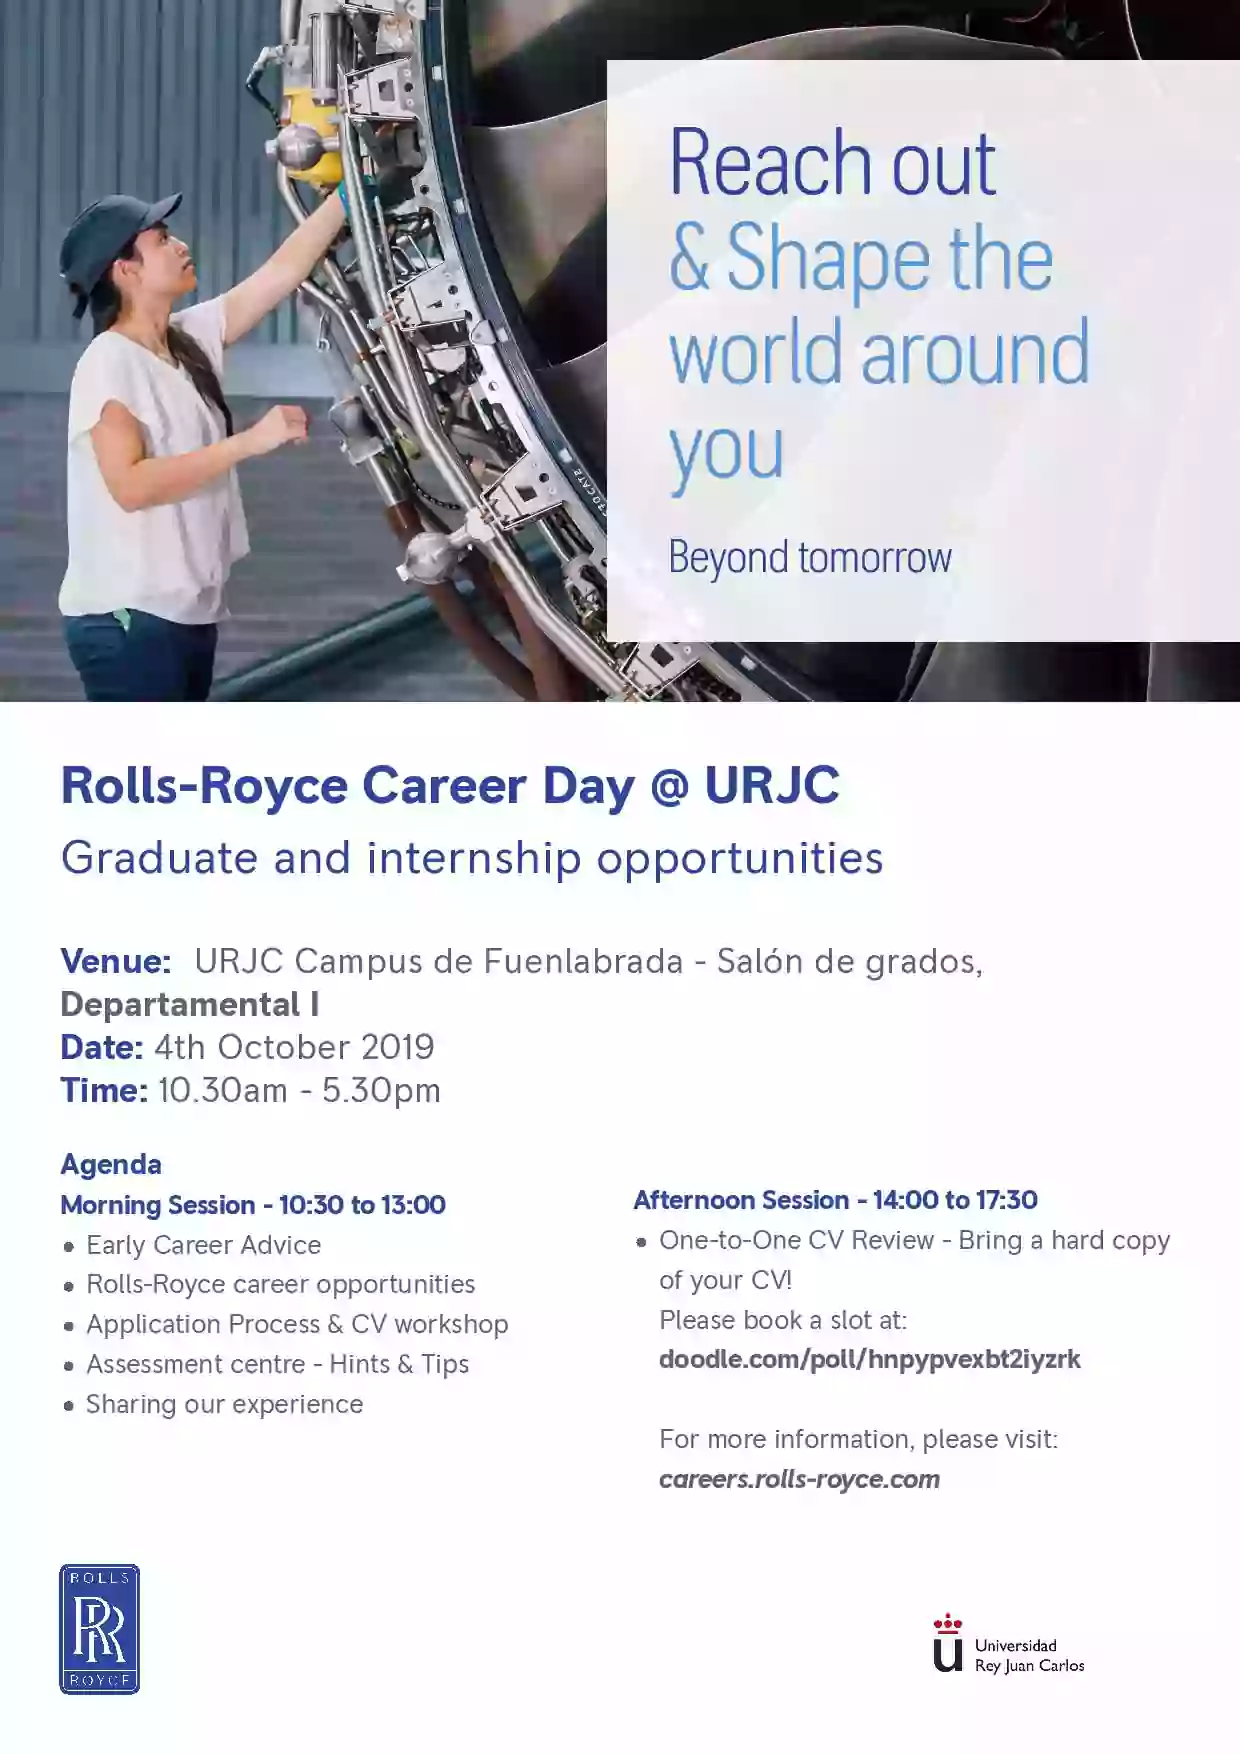 Reach out
& Shape the
world around
you
Beyond tomorrow
Rolls-Royce Career Day @ URJC
Graduate and internship opportunities
Venue: URJC Campus de Fuenlabrada - Salón de grados,
Departamental I
Date: 4th October 2019
Time: 10.30am - 5.30pm
Agenda
Morning Session - 10:30 to 13:00
• Early Career Advice
• Rolls-Royce career opportunities
• Application Process & CV workshop
• Assessment centre - Hints & Tips
• Sharing our experience
Afternoon Session - 14:00 to 17:30
• One-to-One CV Review - Bring a hard copy
of your CV!
Please book a slot at:
doodle.com/poll/hnpypvexbt2iyzrk
For more information, please visit:
careers.rolls-royce.com
ROLLS
RR
ROYCE
u Universidad
Rey Juan Carlos